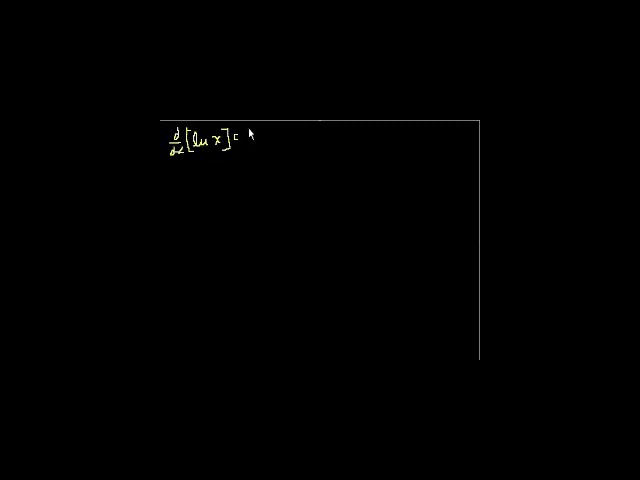 d/dx [ln x] =